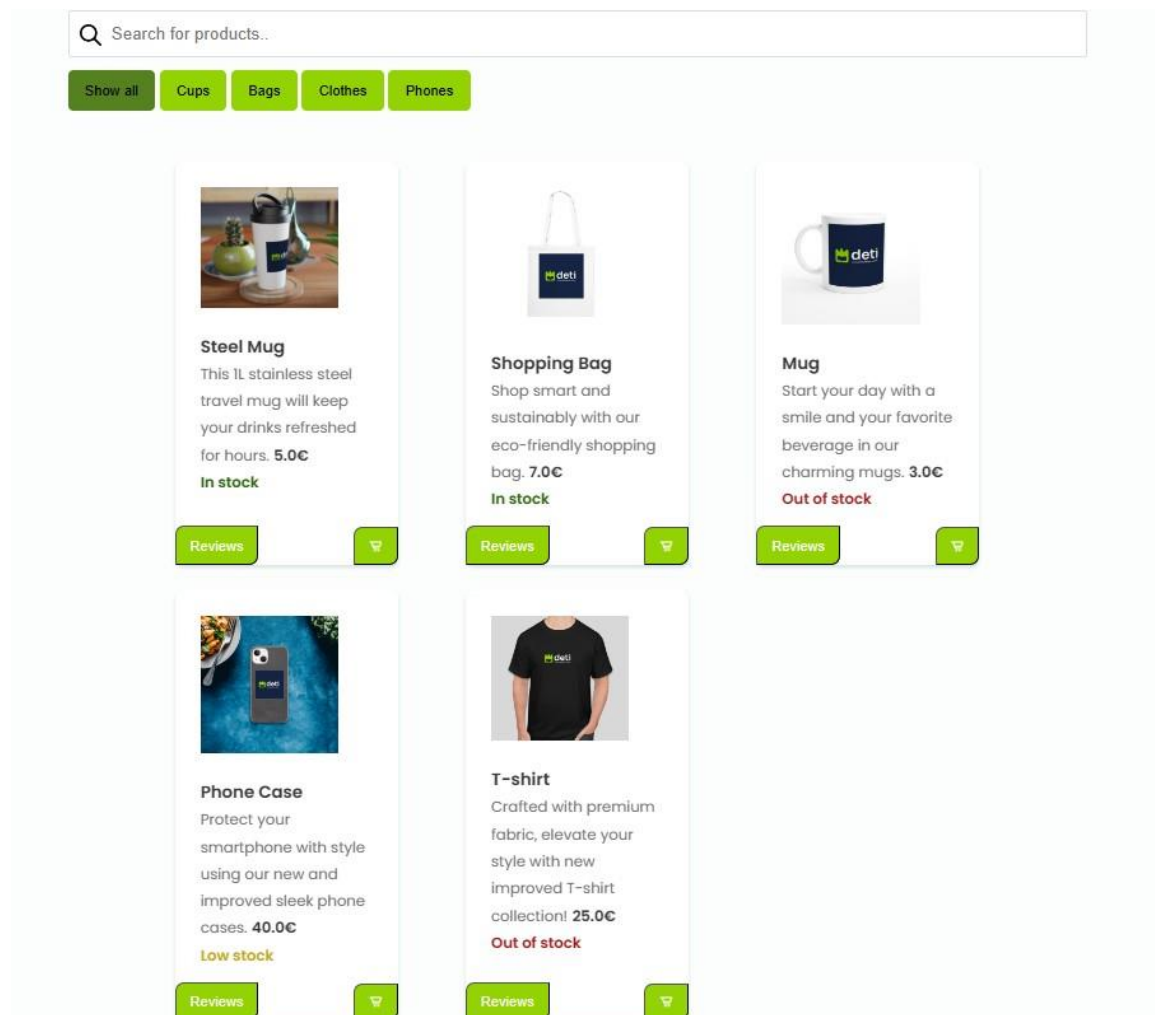 Search for products..
Show all Cups Bags Clothes Phones
deti
Steel Mug
This 1L stainless steel
travel mug will keep
your drinks refreshed
for hours. 5.0€
In stock
Reviews
deti
Shopping Bag
Shop smart and
sustainably with our
eco-friendly shopping
bag. 7.0€
In stock
Reviews
deti
Mug
Start your day with a
smile and your favorite
beverage in our
charming mugs. 3.0€
Out of stock
Reviews
deti
Phone Case
Protect your
smartphone with style
using our new and
improved sleek phone
cases. 40.0€
Low stock
Reviews
deti
T-shirt
Crafted with premium
fabric, elevate your
style with new
improved T-shirt
collection! 25.0€
Out of stock
Reviews